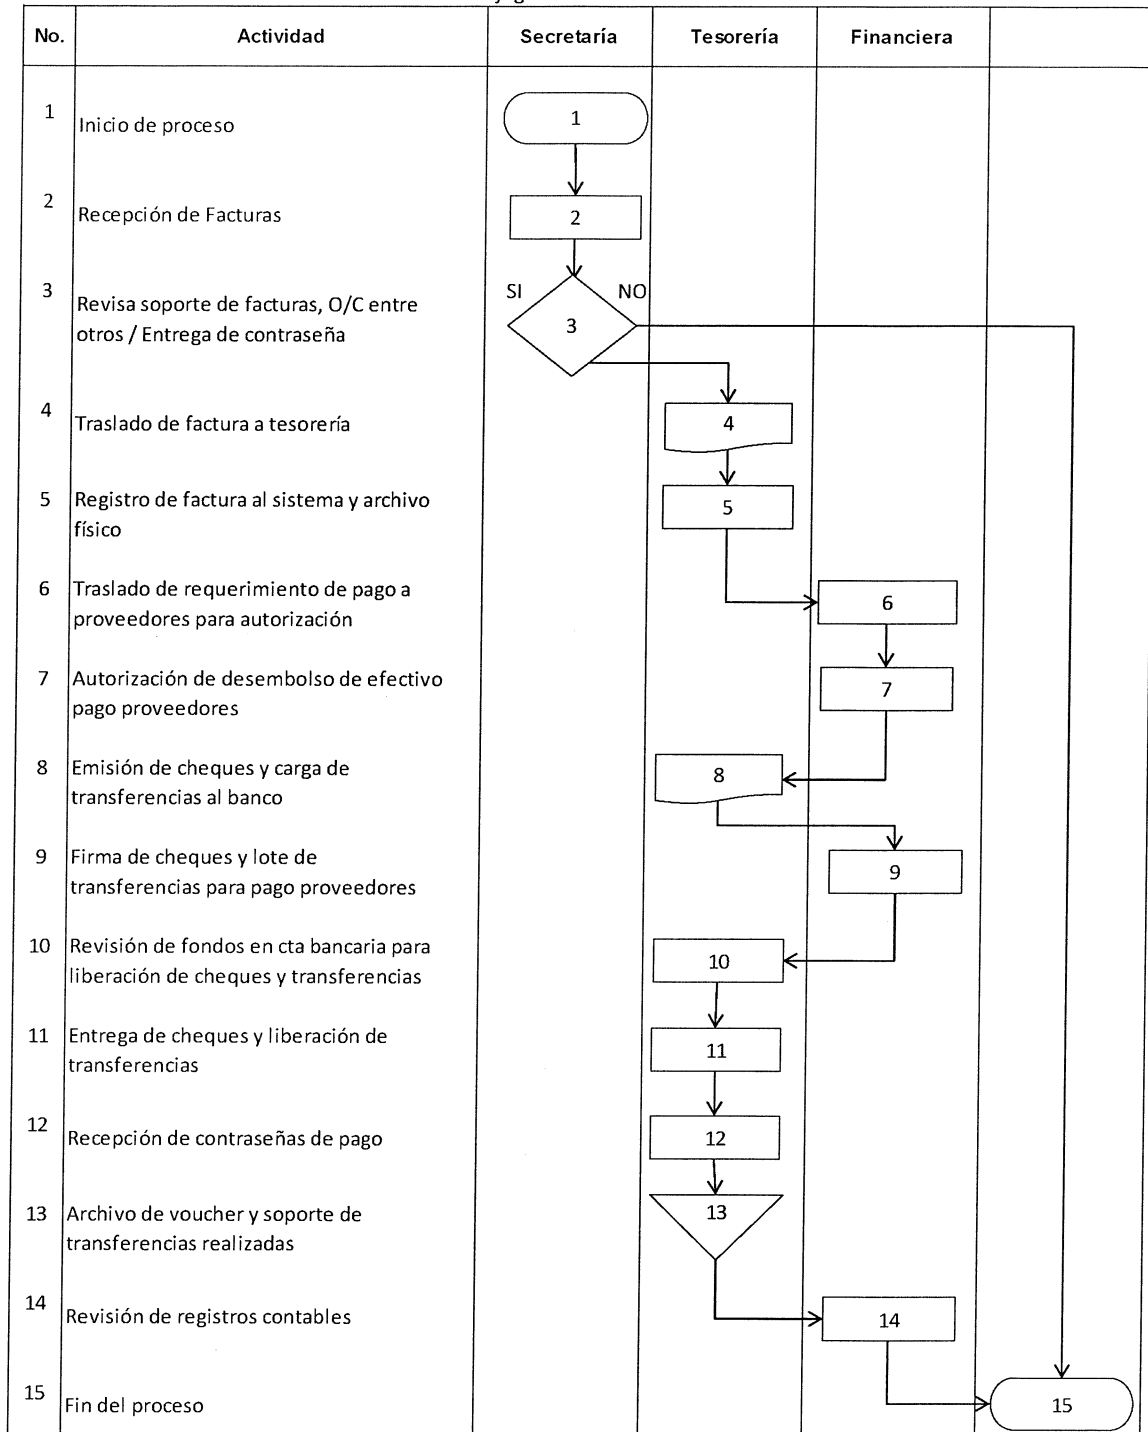 No. Actividad Secretaría Tesorería Financiera
1 Inicio de proceso 1
2 Recepción de Facturas 2
3 Revisa soporte de facturas, O/C entre SI NO
otros / Entrega de contraseña 3
4 Traslado de factura a tesorería 4
5 Registro de factura al sistema y archivo 5
físico
6 Traslado de requerimiento de pago a 6
proveedores para autorización
7 Autorización de desembolso de efectivo 7
pago proveedores
8 Emisión de cheques y carga de 8
transferencias al banco
9 Firma de cheques y lote de 9
transferencias para pago proveedores
10 Revisión de fondos en cta bancaria para 10
liberación de cheques y transferencias
11 Entrega de cheques y liberación de 11
transferencias
12 Recepción de contraseñas de pago 12
13 Archivo de voucher y soporte de 13
transferencias realizadas
14 Revisión de registros contables 14
15 Fin del proceso 15